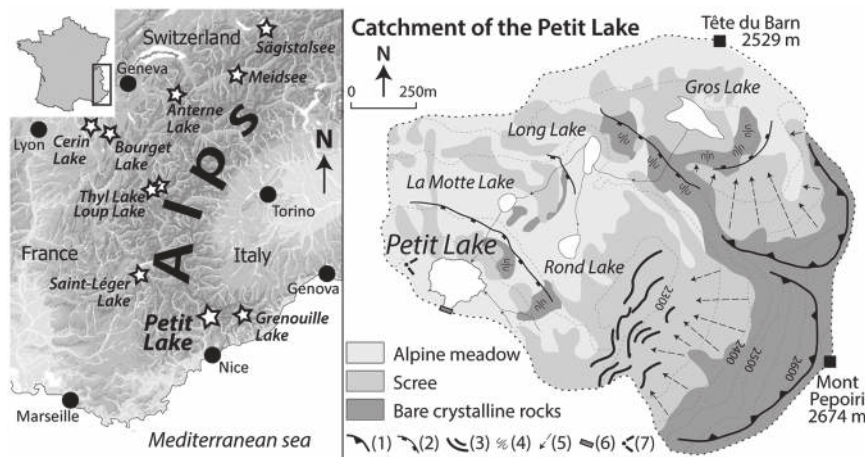 Switzerland
Sägistalsee
Geneva
Meidsee
Anterne
Lake
Lyon
Cerin
Lake
Bourget
Lake
Alps
N
Thyl Lake
Loup Lake
Torino
France
Italy
Saint-Léger
Lake
Genova
Petit
Lake
Grenouille
Lake
Nice
Marseille
Mediterranean sea
Catchment of the Petit Lake
Tête du Barn
2529 m
N
0 250m
Gros Lake
Long Lake
La Motte Lake
Petit Lake
Rond Lake
2300
2400
2500
2600
Mont
Pepoiri
2674 m
Alpine meadow
Scree
Bare crystalline rocks
(1) (2) (3) (4) (5) (6) (7)